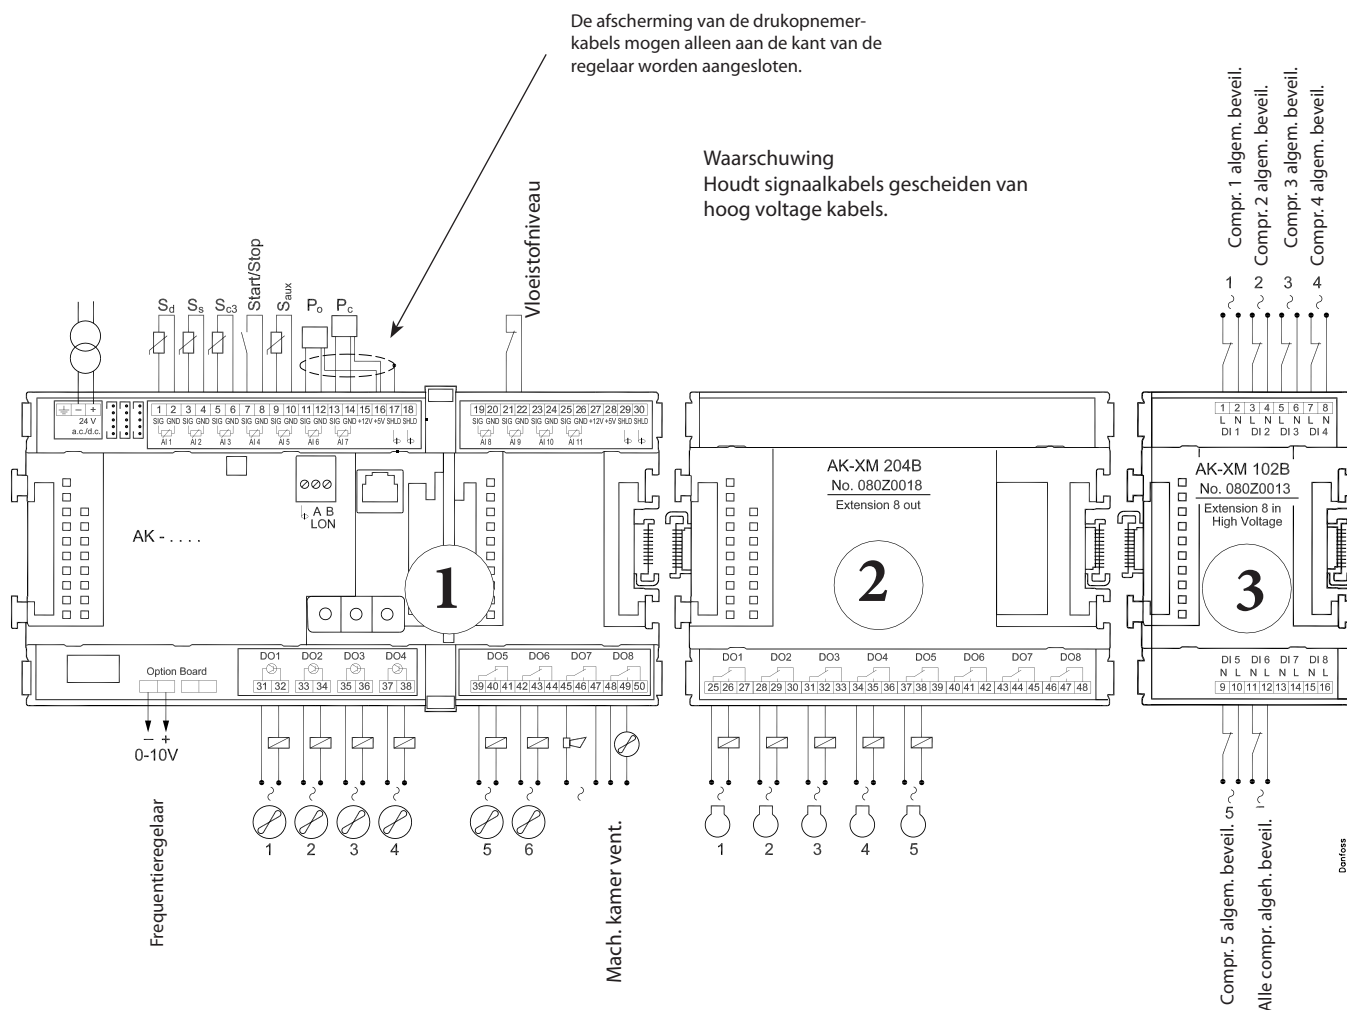 De afscherming van de drukopnemer-
kabels mogen alleen aan de kant van de
regelaar worden aangesloten.
Waarschuwing
Houdt signaalkabels gescheiden van
hoog voltage kabels.
Compr. 1 algem. beveil.
Compr. 2 algem. beveil.
Compr. 3 algem. beveil.
Compr. 4 algem. beveil.
1 2 3 4
Vloeistofniveau
Sd Ss Sc3 Start/Stop Saux Po Pc
- +
24 V
a.c./d.c.
1 2 3 4 5 6 7 8 9 10 11 12 13 14 15 16 17 18
SIG GND SIG GND SIG GND SIG GND SIG GND SIG GND SIG GND +12V +5V SHLD SHLD
AI 1 AI 2 AI 3 AI 4 AI 5 AI 6 AI 7
19 20 21 22 23 24 25 26 27 28 29 30
SIG GND SIG GND SIG GND SIG GND +12V +5V SHLD SHLD
AI 8 AI 9 AI 10 AI 11
1 2 3 4 5 6 7 8
L N L N L N L N
DI 1 DI 2 DI 3 DI 4
A B
LON
AK - . . . .
1
AK-XM 204B
No. 080Z0018
Extension 8 out
2
AK-XM 102B
No. 080Z0013
Extension 8 in
High Voltage
3
Option Board
DO1 DO2 DO3 DO4
31 32 33 34 35 36 37 38
DO5 DO6 DO7 DO8
39 40 41 42 43 44 45 46 47 48 49 50
DO1 DO2 DO3 DO4 DO5 DO6 DO7 DO8
25 26 27 28 29 30 31 32 33 34 35 36 37 38 39 40 41 42 43 44 45 46 47 48
DI 5 DI 6 DI 7 DI 8
N L N L N L N L
9 10 11 12 13 14 15 16
- +
0-10V
Frequentieregelaar
1 2 3 4
5 6
Mach. kamer vent.
1 2 3 4 5
Compr. 5 algem. beveil. 5
Alle compr. algeh. beveil.
Danfoss